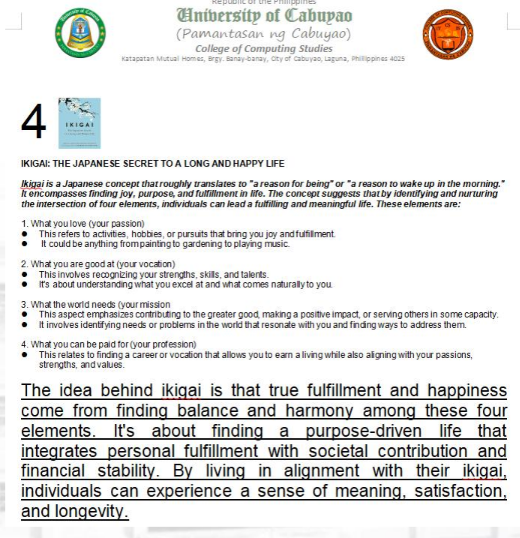 Republic of the Philippines
University of Cabuyao
(Pamantasan ng Cabuyao)
College of Computing Studies
Katapatan Mutual Homes, Brgy. Banay-banay, City of Cabuyao, Laguna, Philippines 4025
4
IKIGAI
IKIGAI: THE JAPANESE SECRET TO A LONG AND HAPPY LIFE
Ikigai is a Japanese concept that roughly translates to "a reason for being" or "a reason to wake up in the morning."
It encompasses finding joy, purpose, and fulfillment in life. The concept suggests that by identifying and nurturing
the intersection of four elements, individuals can lead a fulfilling and meaningful life. These elements are:
1. What you love (your passion)
● This refers to activities, hobbies, or pursuits that bring you joy and fulfillment.
● It could be anything from painting to gardening to playing music.
2. What you are good at (your vocation)
● This involves recognizing your strengths, skills, and talents.
● It's about understanding what you excel at and what comes naturally to you.
3. What the world needs (your mission
● This aspect emphasizes contributing to the greater good, making a positive impact, or serving others in some capacity.
● It involves identifying needs or problems in the world that resonate with you and finding ways to address them.
4. What you can be paid for (your profession)
● This relates to finding a career or vocation that allows you to earn a living while also aligning with your passions,
strengths, and values.
The idea behind ikigai is that true fulfillment and happiness
come from finding balance and harmony among these four
elements. It's about finding a purpose-driven life that
integrates personal fulfillment with societal contribution and
financial stability. By living in alignment with their ikigai,
individuals can experience a sense of meaning, satisfaction,
and longevity.